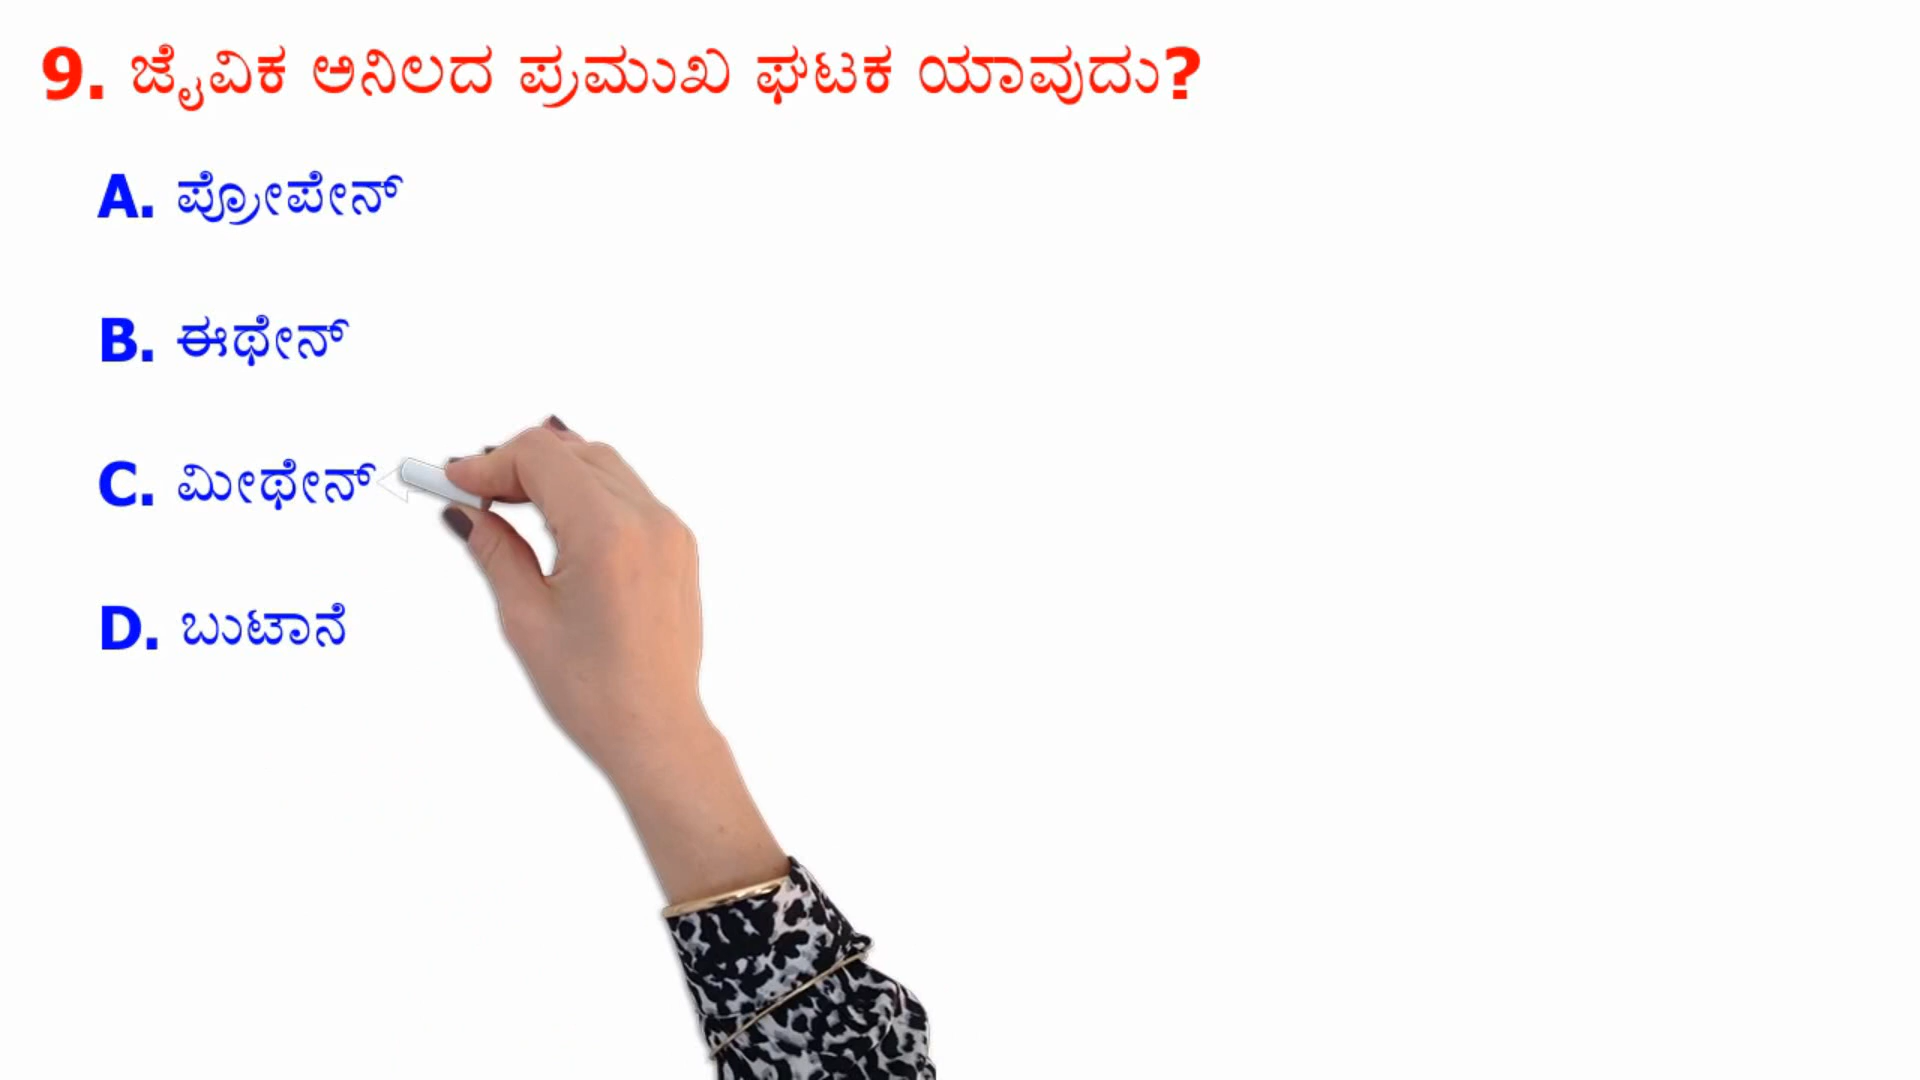 9. ಜೈವಿಕ ಅನಿಲದ ಪ್ರಮುಖ ಘಟಕ ಯಾವುದು?
A. ಪ್ರೋಪೇನ್
B. ಈಥೇನ್
C. ಮೀಥೇನ್
D. ಬುಟಾನೆ